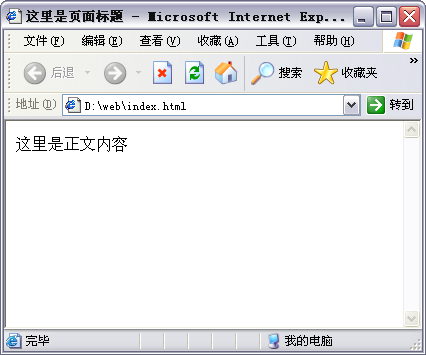 这里是页面标题 - Microsoft Internet Exp...
文件(F) 编辑(E) 查看(V) 收藏(A) 工具(T) 帮助(H)
后退 搜索 收藏夹 »
地址(D) D:\web\index.html 转到
这里是正文内容
完毕 我的电脑